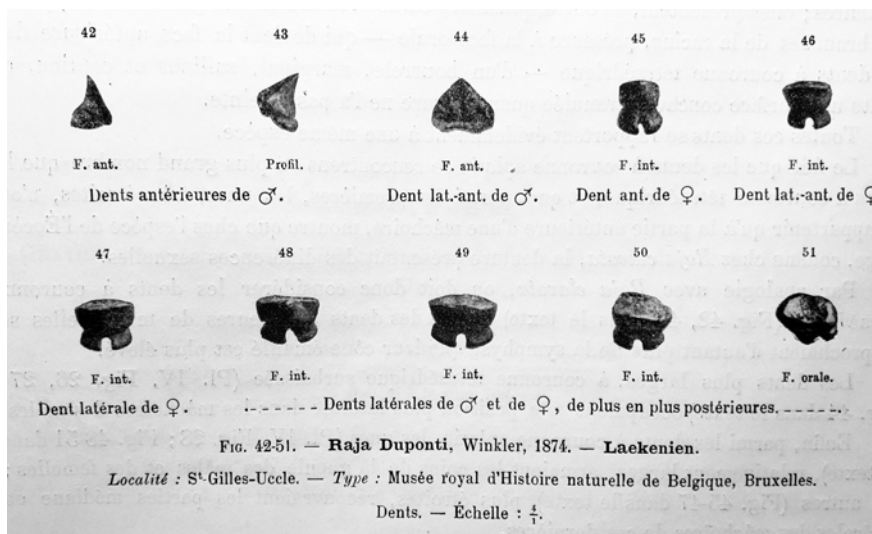 42 43 44 45 46
F. ant. Profil. F. ant. F. int. F. int.
Dents antérieures de ♂. Dent lat.-ant. de ♂. Dent ant. de ♀. Dent lat.-ant. de ♀
47 48 49 50 51
F. int. F. int. F. int. F. int. F. orale.
Dent latérale de ♀. - - - - - - Dents latérales de ♂ et de ♀, de plus en plus postérieures. - - - - - .
FIG. 42-51. — Raja Duponti, Winkler, 1874. — Laekenien.
Localité : St-Gilles-Uccle. — Type : Musée royal d'Histoire naturelle de Belgique, Bruxelles.
Dents. — Échelle : 4/1.